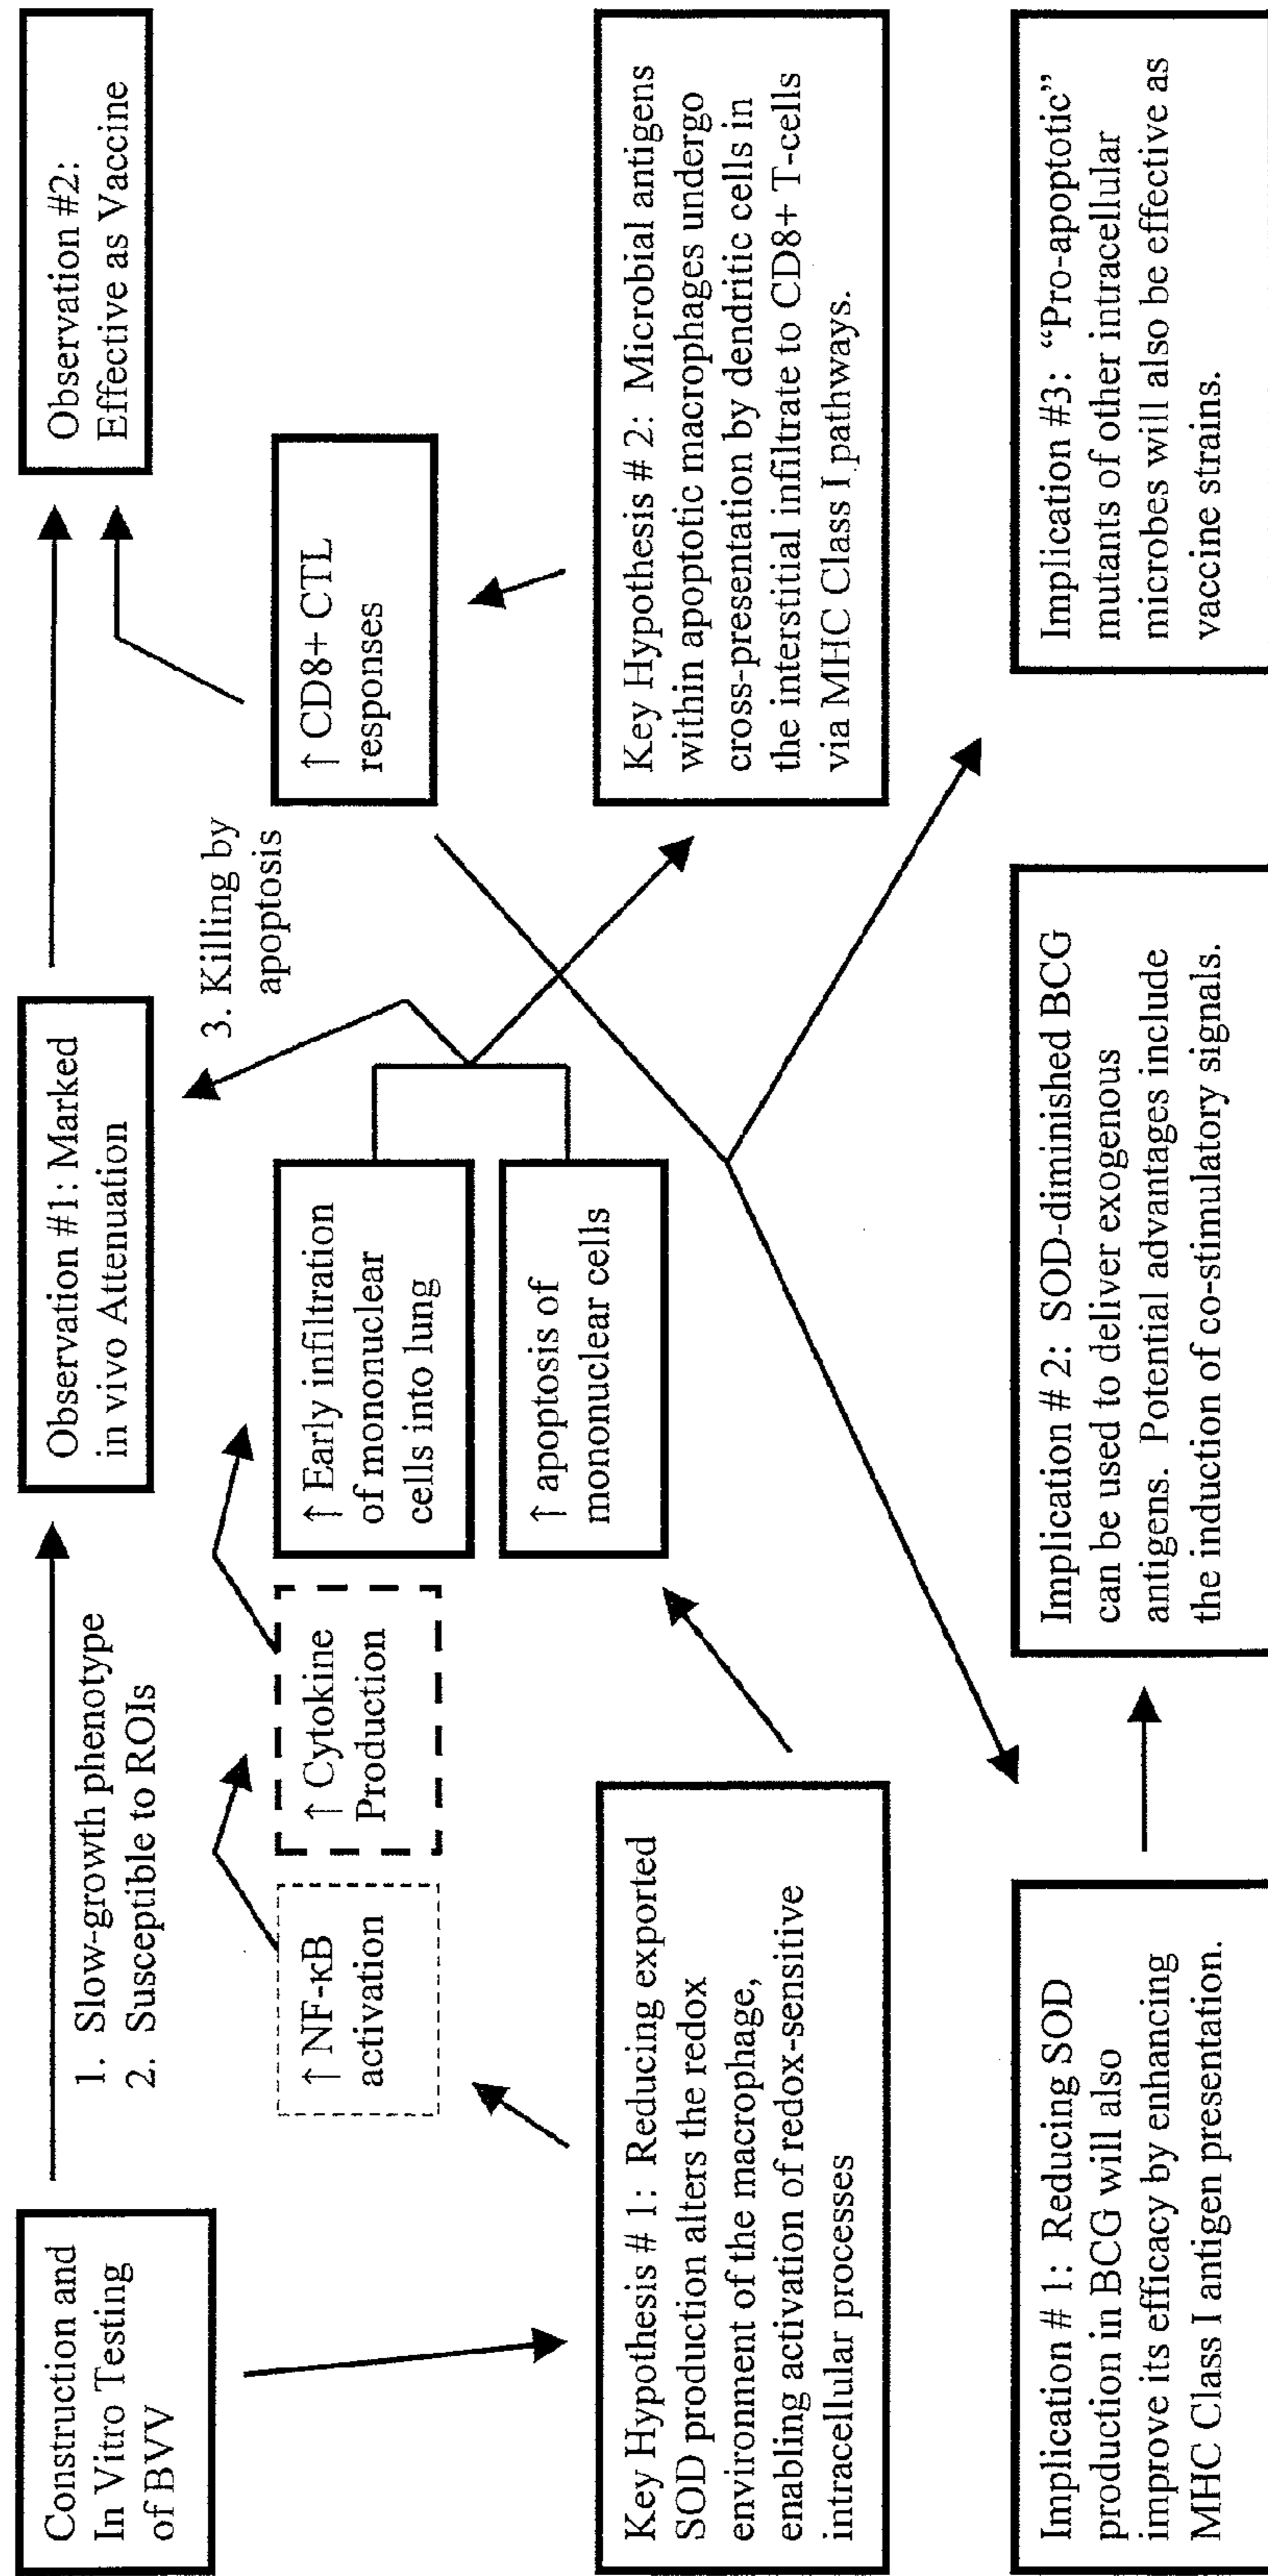 Construction and
In Vitro Testing
of BVV
1. Slow-growth phenotype
2. Susceptible to ROIs
Observation #1: Marked
in vivo Attenuation
Observation #2:
Effective as Vaccine
↑ NF-κB
activation
↑ Cytokine
Production
↑ Early infiltration
of mononuclear
cells into lung
↑ apoptosis of
mononuclear cells
3. Killing by
apoptosis
↑ CD8+ CTL
responses
Key Hypothesis # 1: Reducing exported
SOD production alters the redox
environment of the macrophage,
enabling activation of redox-sensitive
intracellular processes
Key Hypothesis # 2: Microbial antigens
within apoptotic macrophages undergo
cross-presentation by dendritic cells in
the interstitial infiltrate to CD8+ T-cells
via MHC Class I pathways.
Implication # 1: Reducing SOD
production in BCG will also
improve its efficacy by enhancing
MHC Class I antigen presentation.
Implication # 2: SOD-diminished BCG
can be used to deliver exogenous
antigens. Potential advantages include
the induction of co-stimulatory signals.
Implication #3: “Pro-apoptotic”
mutants of other intracellular
microbes will also be effective as
vaccine strains.